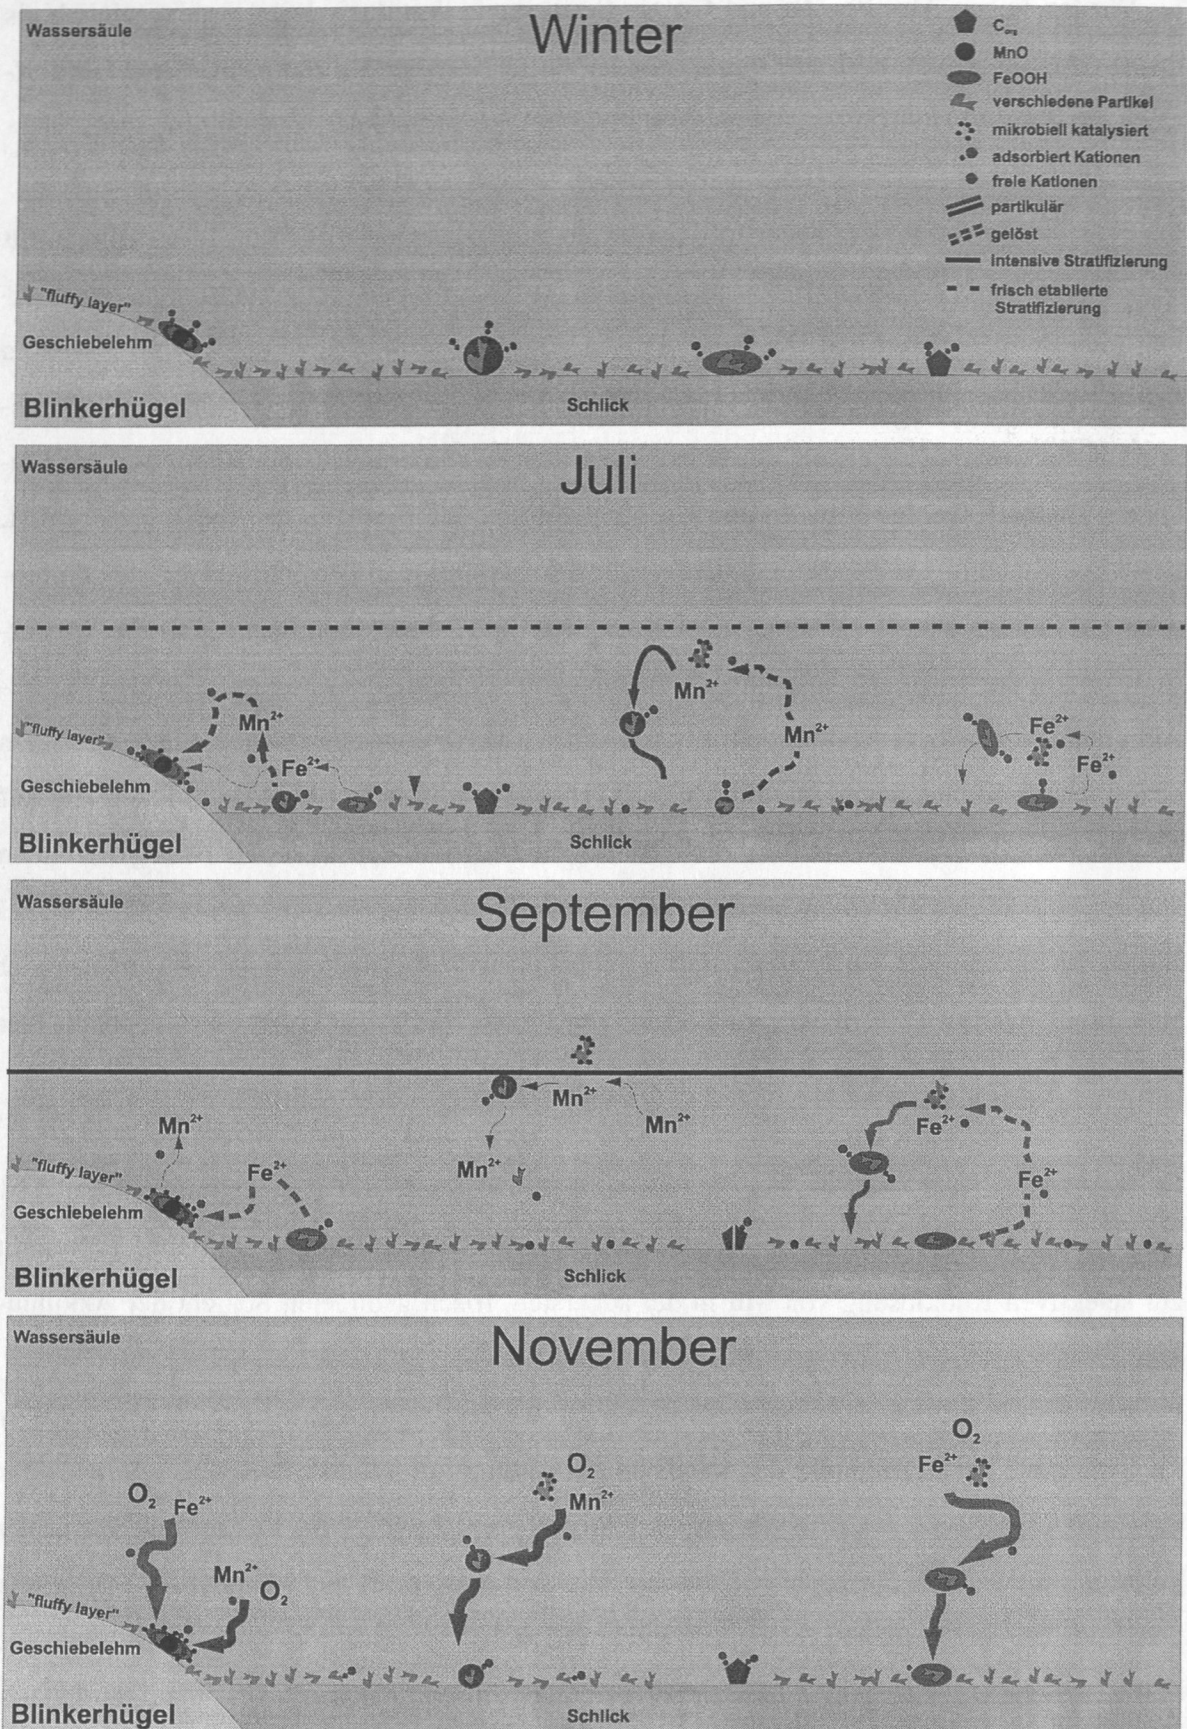 Wassersäule
Winter
C org
MnO
FeOOH
verschiedene Partikel
mikrobiell katalysiert
adsorbiert Kationen
freie Kationen
partikulär
gelöst
intensive Stratifizierung
frisch etablierte
Stratifizierung
"fluffy layer"
Geschiebelehm
Blinkerhügel
Schlick
Wassersäule
Juli
Mn²⁺
Mn²⁺
Mn²⁺
Fe²⁺
Fe²⁺
Fe²⁺
"fluffy layer"
Geschiebelehm
Blinkerhügel
Schlick
Wassersäule
September
Mn²⁺
Mn²⁺
Mn²⁺
Mn²⁺
Fe²⁺
Fe²⁺
Fe²⁺
"fluffy layer"
Geschiebelehm
Blinkerhügel
Schlick
Wassersäule
November
O₂
Fe²⁺
O₂
Mn²⁺
O₂ Fe²⁺
Mn²⁺ O₂
"fluffy layer"
Geschiebelehm
Blinkerhügel
Schlick